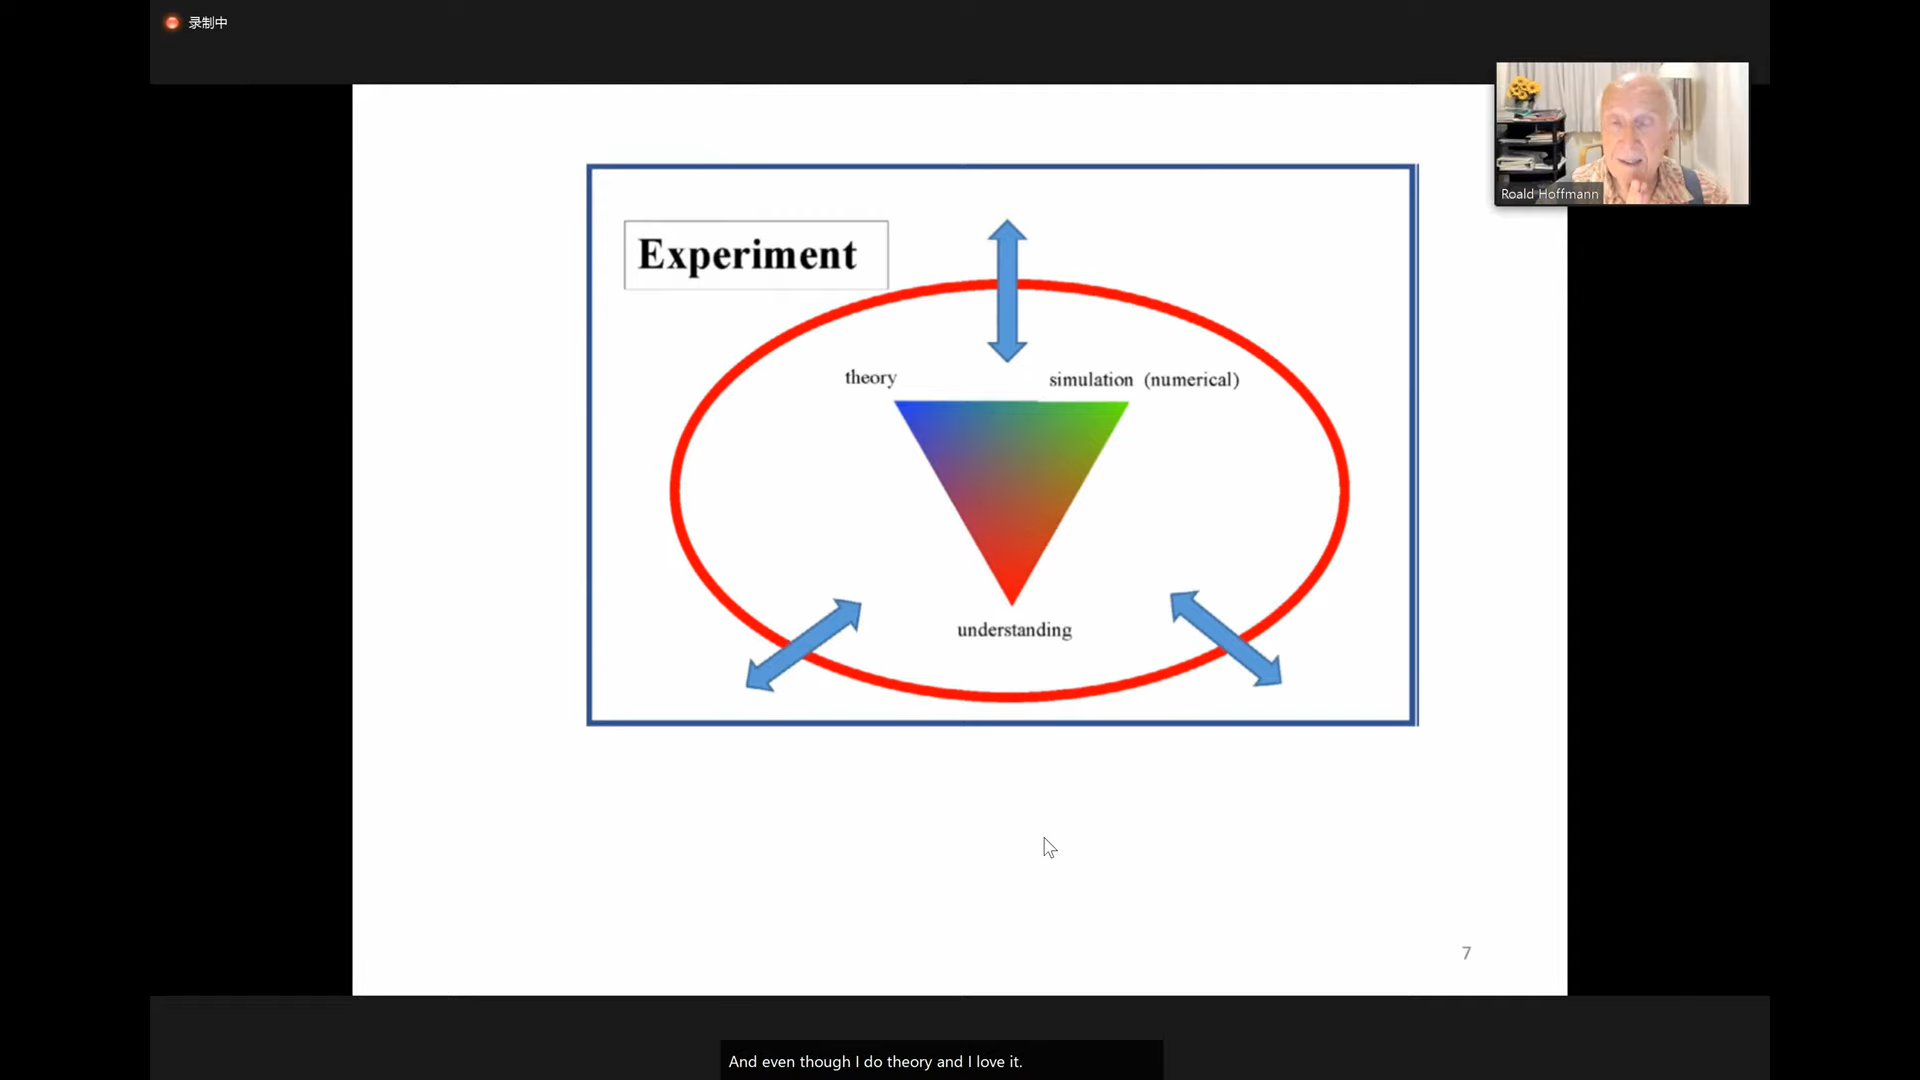 录制中
Roald Hoffmann
Experiment
theory
simulation (numerical)
understanding
7
And even though I do theory and I love it.